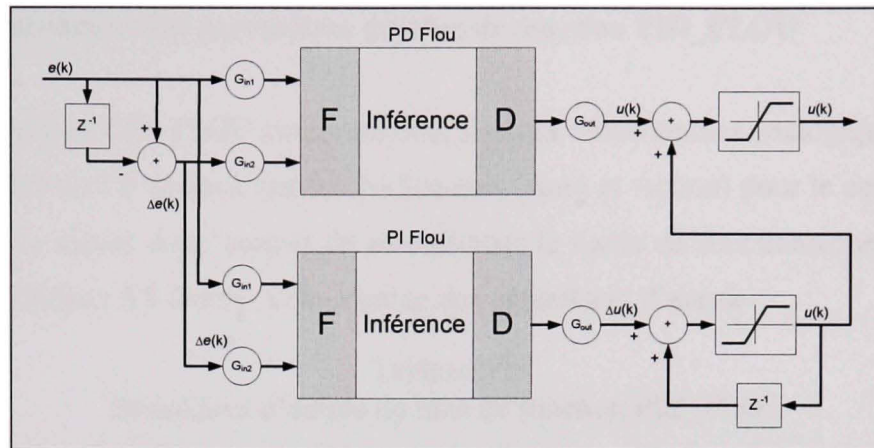 PD Flou
e(k)
G_in1
F Inférence D
G_out
u(k)
+
+
+
u(k)
Z^-1
+
-
+
G_in2
Δe(k)
PI Flou
G_in1
F Inférence D
Δe(k)
G_in2
G_out
Δu(k)
+
+
+
u(k)
Z^-1